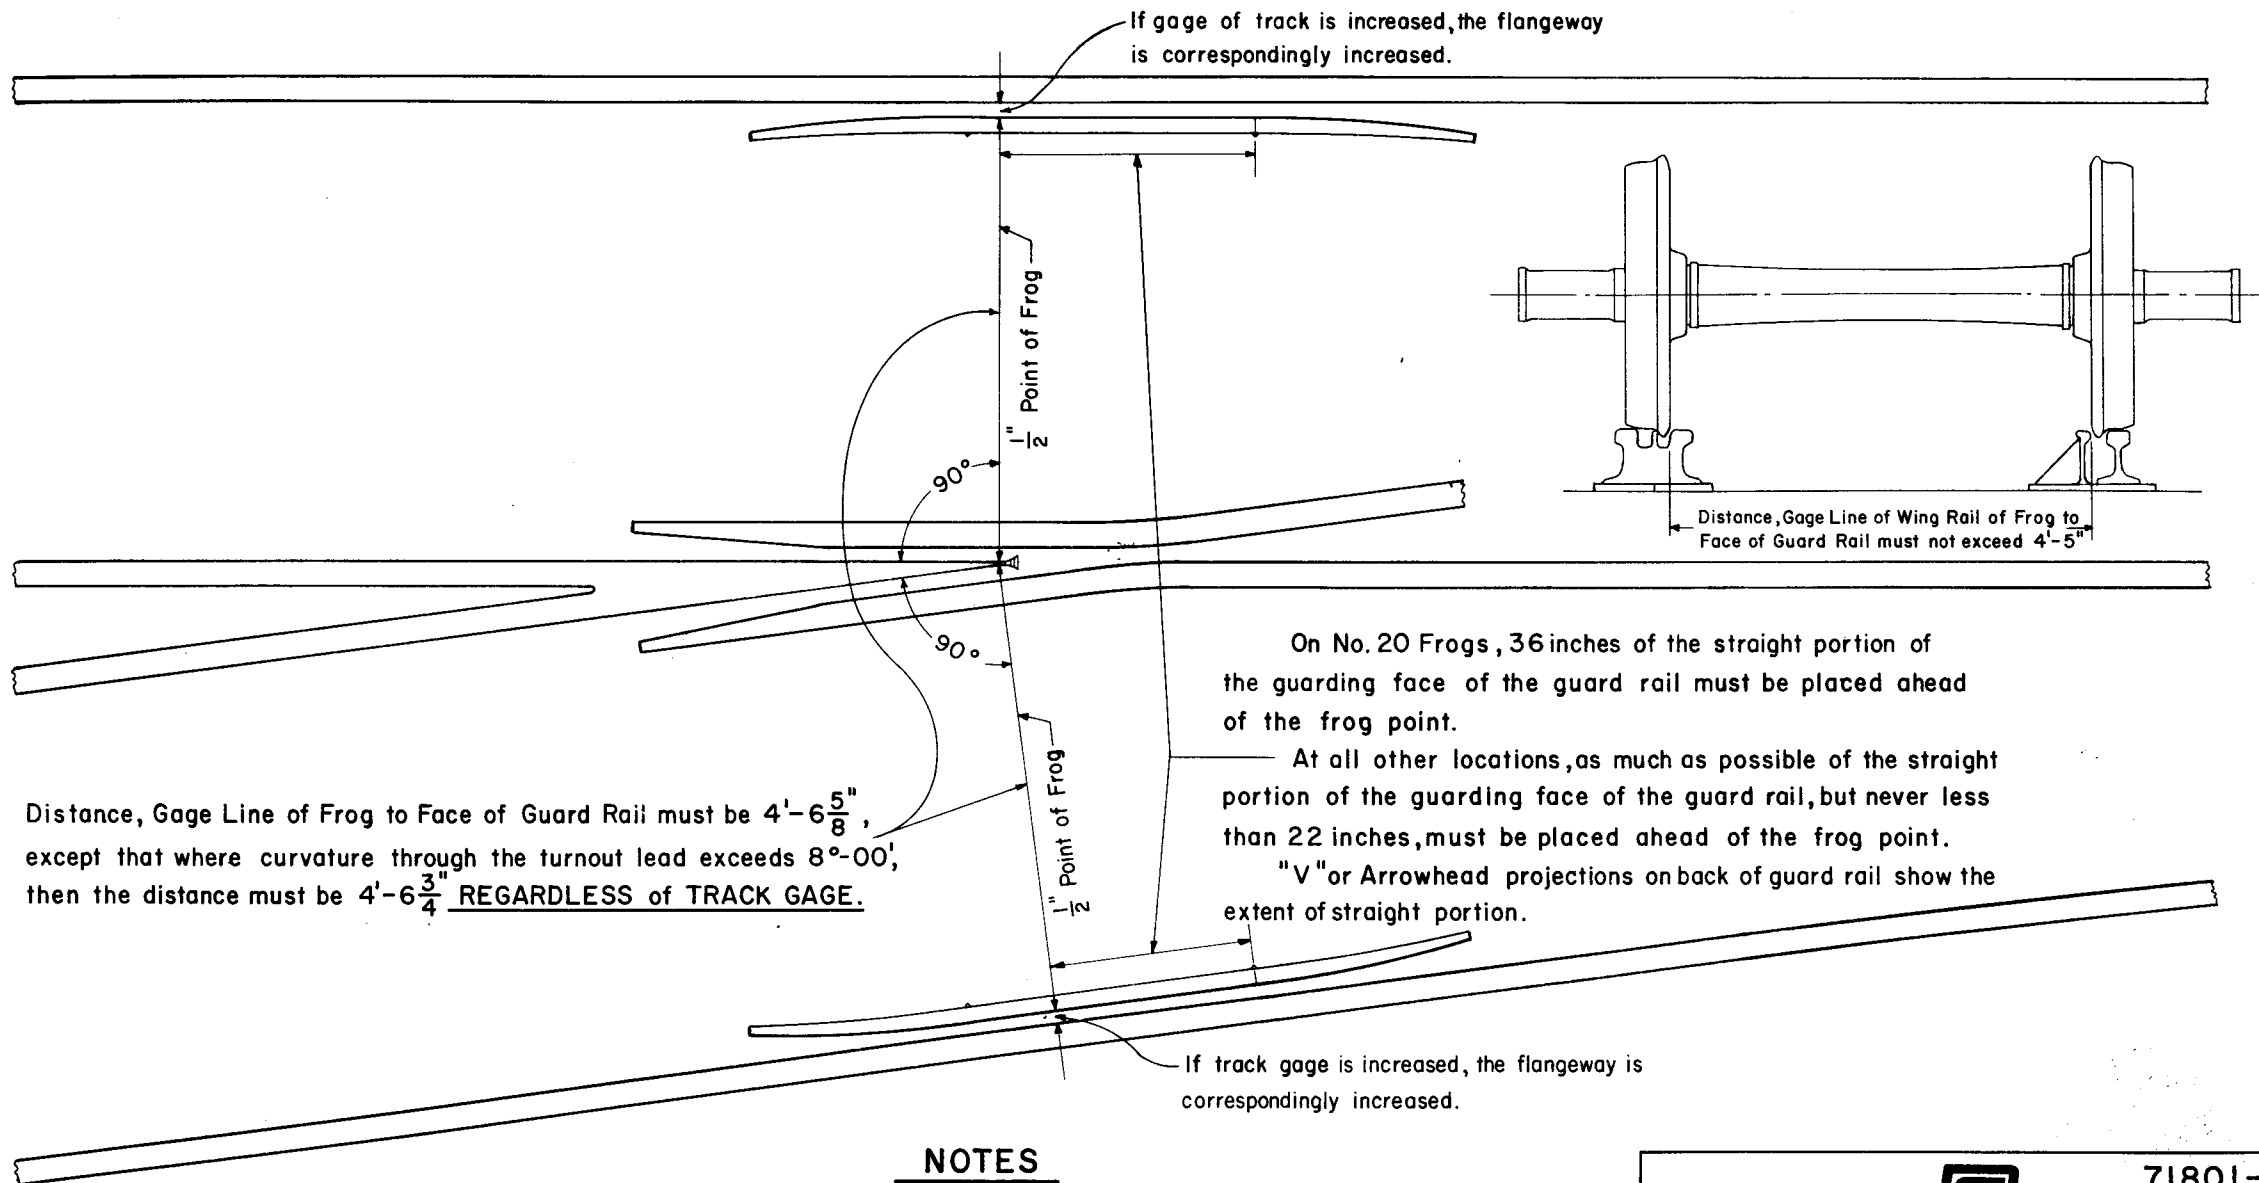 If gage of track is increased, the flangeway
is correspondingly increased.
1/2" Point of Frog
90°
90°
Distance, Gage Line of Wing Rail of Frog to
Face of Guard Rail must not exceed 4'-5"
On No. 20 Frogs, 36 inches of the straight portion of
the guarding face of the guard rail must be placed ahead
of the frog point.
At all other locations, as much as possible of the straight
portion of the guarding face of the guard rail, but never less
than 22 inches, must be placed ahead of the frog point.
"V" or Arrowhead projections on back of guard rail show the
extent of straight portion.
Distance, Gage Line of Frog to Face of Guard Rail must be 4'-6 5/8",
except that where curvature through the turnout lead exceeds 8°-00',
then the distance must be 4'-6 3/4" REGARDLESS of TRACK GAGE.
1/2" Point of Frog
If track gage is increased, the flangeway is
correspondingly increased.
NOTES
71801-